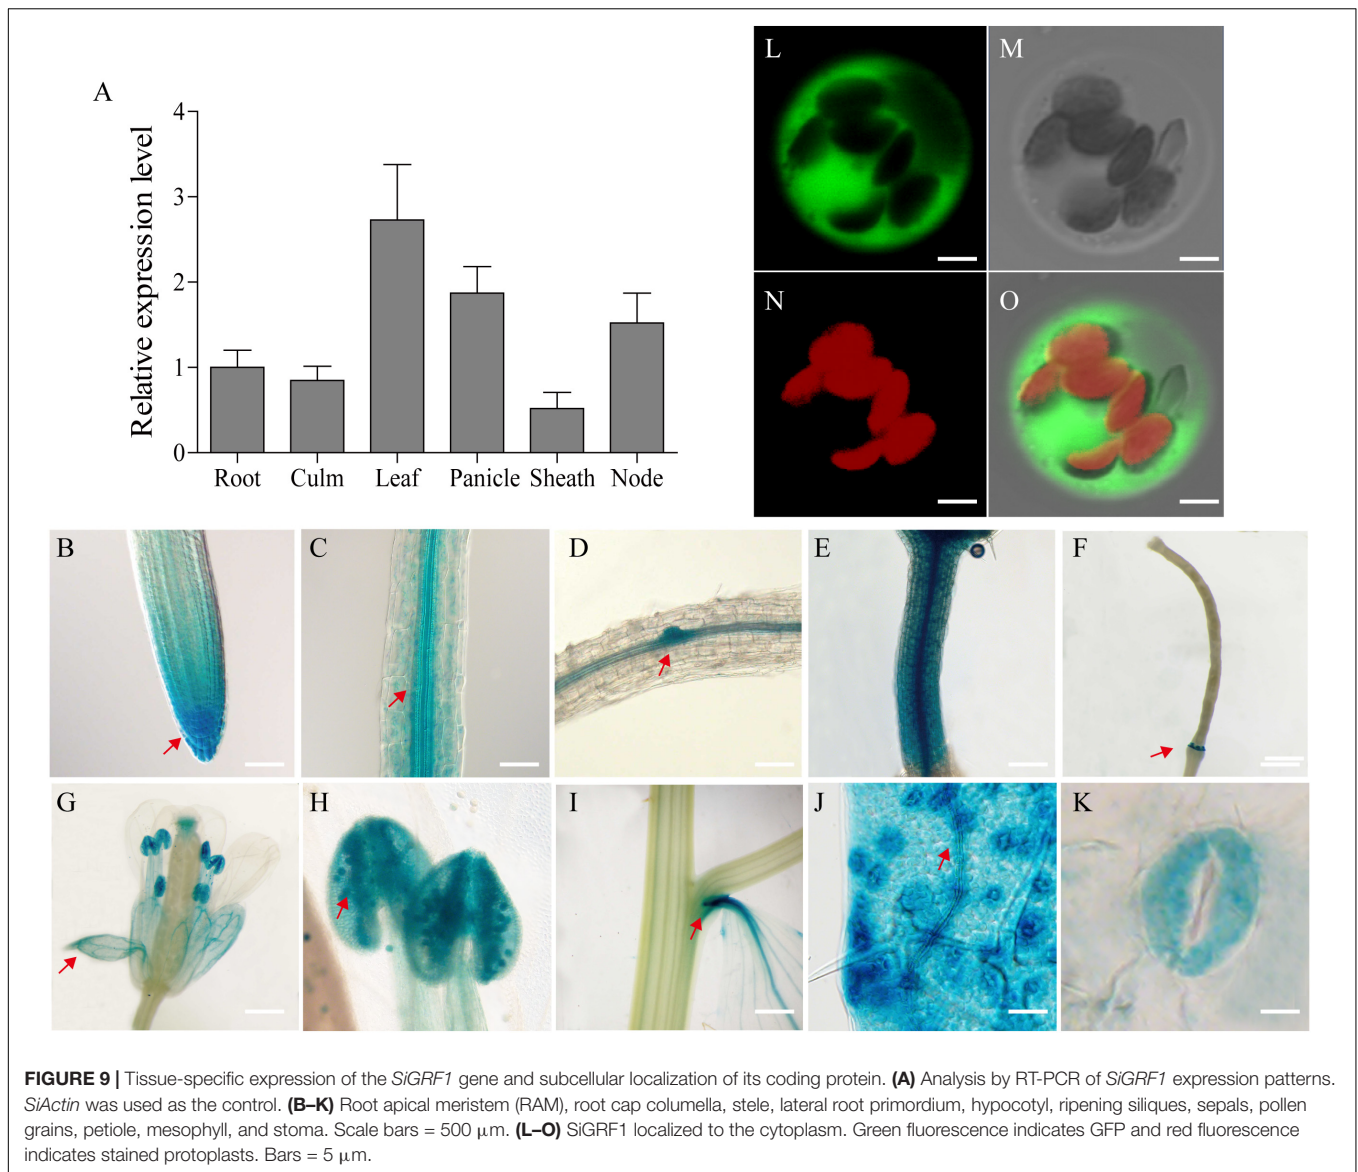 A
Relative expression level
4
3
2
1
0
Root Culm Leaf Panicle Sheath Node
L
M
N
O
B
C
D
E
F
G
H
I
J
K
FIGURE 9 | Tissue-specific expression of the SiGRF1 gene and subcellular localization of its coding protein. (A) Analysis by RT-PCR of SiGRF1 expression patterns.
SiActin was used as the control. (B–K) Root apical meristem (RAM), root cap columella, stele, lateral root primordium, hypocotyl, ripening siliques, sepals, pollen
grains, petiole, mesophyll, and stoma. Scale bars = 500 μm. (L–O) SiGRF1 localized to the cytoplasm. Green fluorescence indicates GFP and red fluorescence
indicates stained protoplasts. Bars = 5 μm.